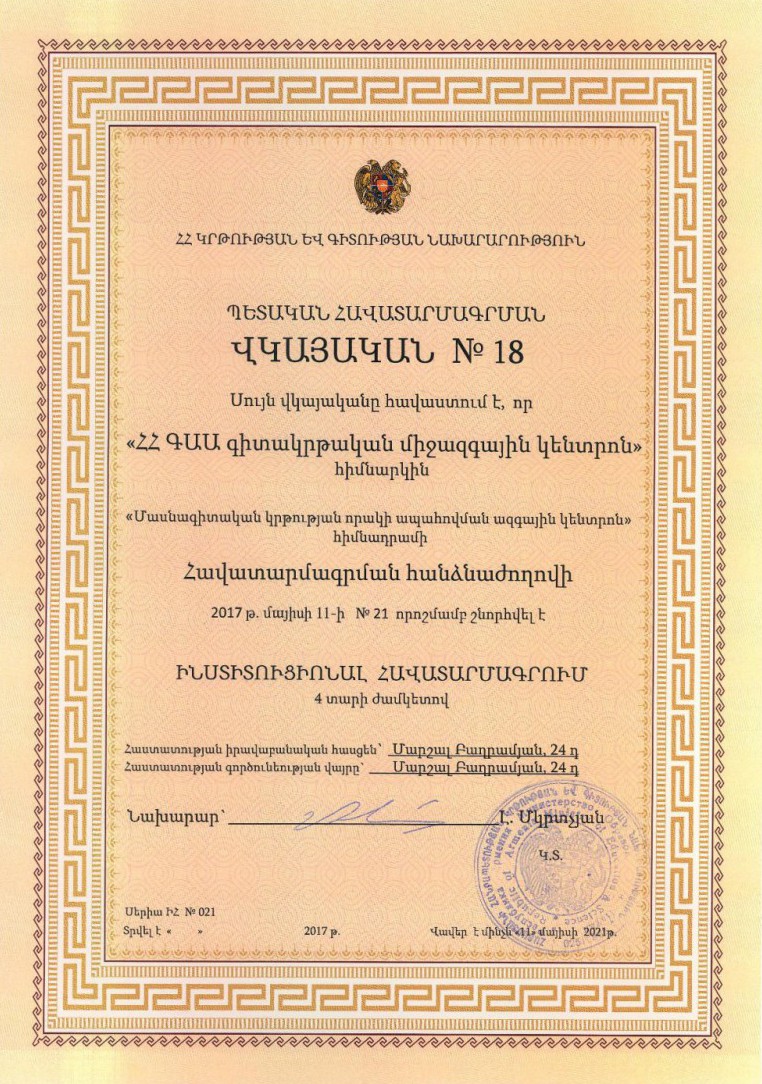 ՀՀ ԿՐԹՈՒԹՅԱՆ ԵՎ ԳԻՏՈՒԹՅԱՆ ՆԱԽԱՐԱՐՈՒԹՅՈՒՆ
ՊԵՏԱԿԱՆ ՀԱՎԱՏԱՐՄԱԳՐՄԱՆ
ՎԿԱՅԱԿԱՆ № 18
Սույն վկայականը հավաստում է, որ
«ՀՀ ԳԱԱ գիտակրթական միջազգային կենտրոն»
հիմնարկին
«Մասնագիտական կրթության որակի ապահովման ազգային կենտրոն»
հիմնադրամի
Հավատարմագրման հանձնաժողովի
2017 թ. մայիսի 11-ի № 21 որոշմամբ շնորհվել է
ԻՆՍՏԻՏՈՒՑԻՈՆԱԼ ՀԱՎԱՏԱՐՄԱԳՐՈՒՄ
4 տարի ժամկետով
Հաստատության իրավաբանական հասցեն՝ Մարշալ Բաղրամյան, 24 դ
Հաստատության գործունեության վայրը՝ Մարշալ Բաղրամյան, 24 դ
Նախարար՝ Լ. Մկրտչյան
Կ.Տ.
Սերիա ԻՀ № 021
Տրվել է « » 2017 թ. Վավեր է մինչև «11» մայիսի 2021թ.